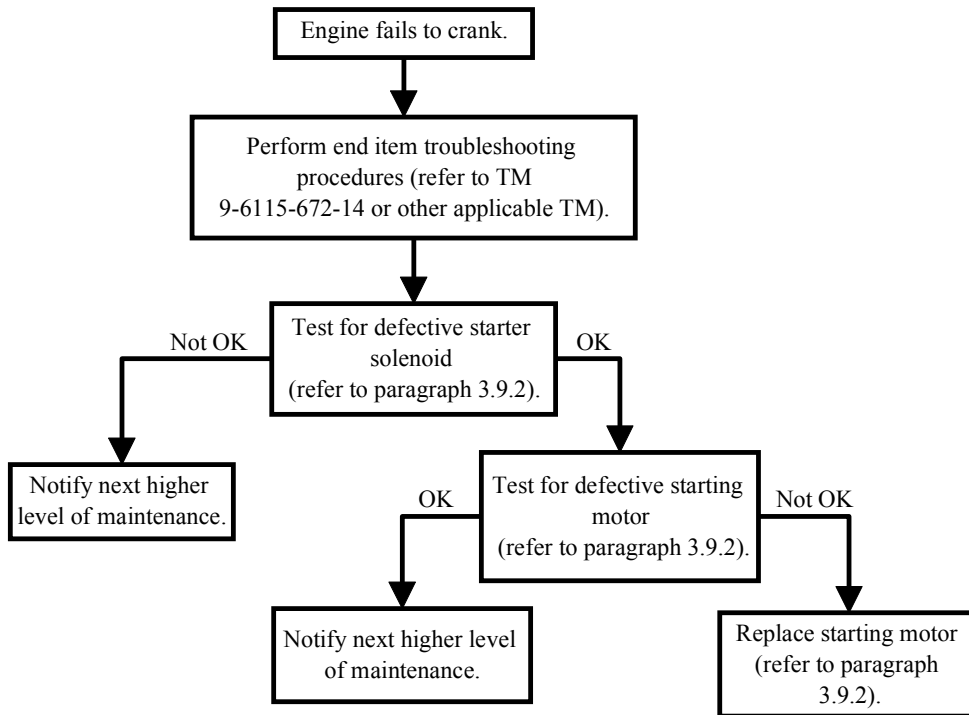 Engine fails to crank.
Perform end item troubleshooting
procedures (refer to TM
9-6115-672-14 or other applicable TM).
Test for defective starter
solenoid
(refer to paragraph 3.9.2).
Not OK
OK
Notify next higher
level of maintenance.
Test for defective starting
motor
(refer to paragraph 3.9.2).
OK
Not OK
Notify next higher level
of maintenance.
Replace starting motor
(refer to paragraph
3.9.2).